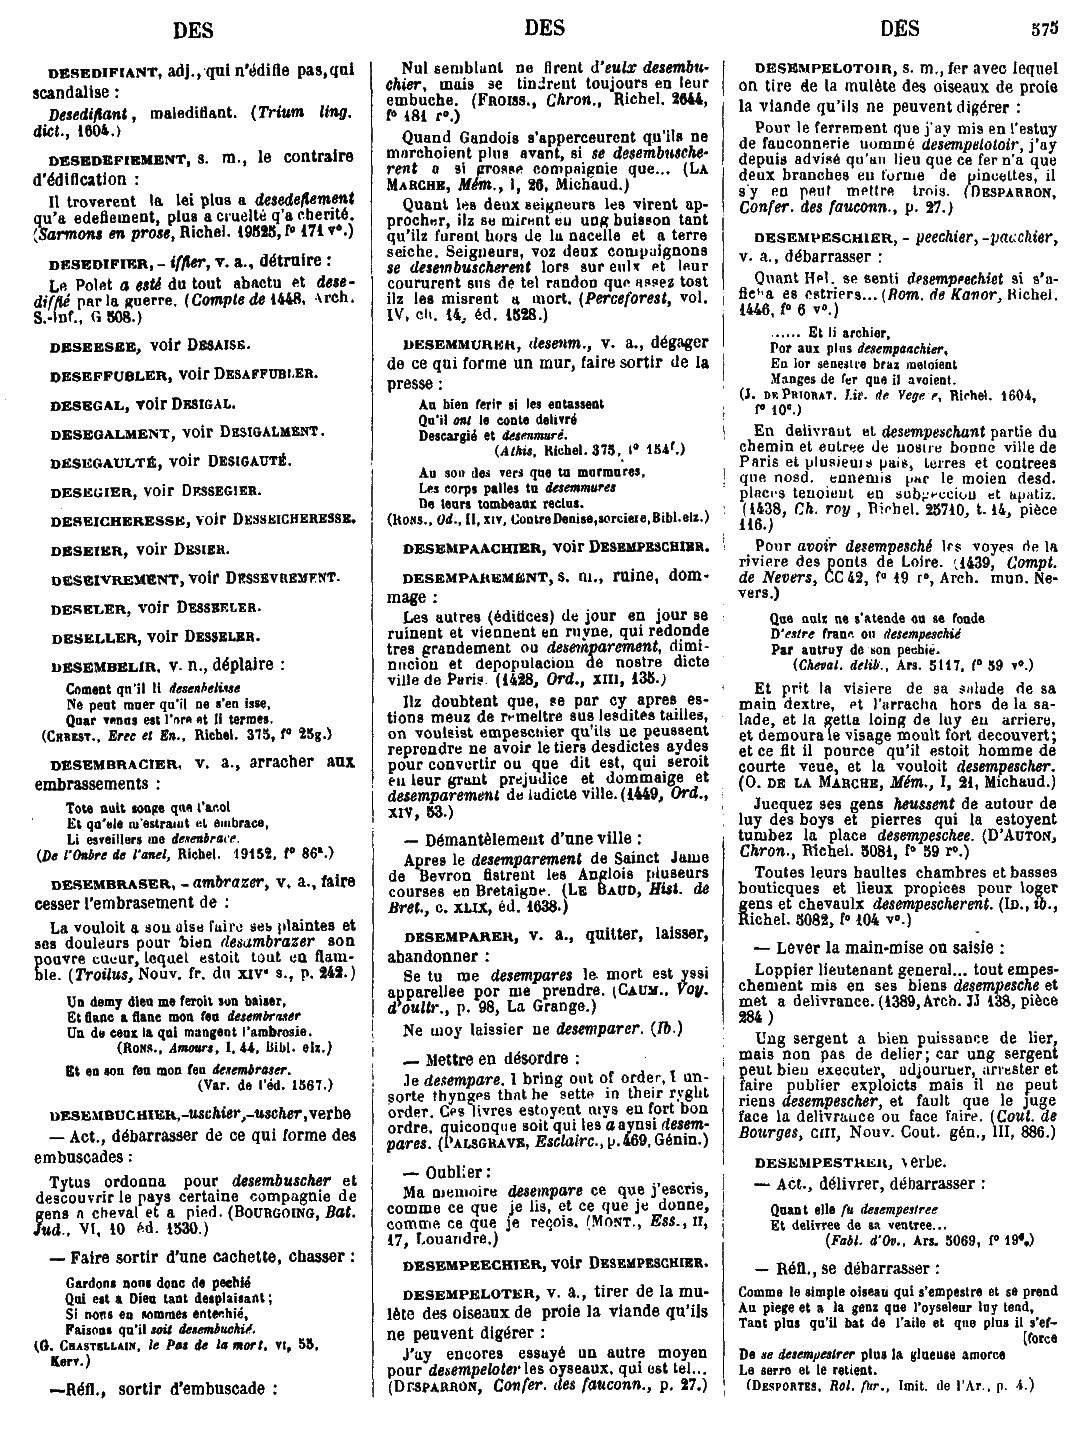 DES
DES
DES 575
DESEDIFIANT, adj., qui n'édifie pas, qui
scandalise :
Desedifiant, malediffiant. (Trium ling.
dict., 1604.)
DESEDEFIEMENT, s. m., le contraire
d'édification :
Il troverent la lei plus a desedefiement
qu'a edefiement, plus a cruelté q'a cherité.
(Sarmons en prose, Richel. 19525, f° 171 v°.)
DESEDIFIER, - iffier, v. a., détruire :
Le Polet a esté du tout abactu et dese-
diffié par la guerre. (Compte de 1448, Arch.
S.-Inf., G 508.)
DESEESEE, voir DESAISE.
DESEFFUBLER, voir DESAFFUBLER.
DESEGAL, voir DESIGAL.
DESEGALMENT, voir DESIGALMENT.
DESEGAULTÉ, voir DESIGAUTÉ.
DESEGIER, voir DESSEGIER.
DESEICHERESSE, voir DESSEICHERESSE.
DESEIER, voir DESIER.
DESEIVREMENT, voir DESSEVREMENT.
DESELER, voir DESSEELER.
DESELLER, voir DESSELER.
DESEMBELIR, v. n., déplaire :
Coment qu'il li desenbelisse
Ne peut muer qu'il ne s'en isse,
Quar venus est l'ore et li termes.
(CHREST., Erec et En., Richel. 375, f° 25g.)
DESEMBRACIER, v. a., arracher aux
embrassements :
Tote nuit songe que l'acol
Et qu'ele m'estraint et embrace,
Li esveillers me desenbrace.
(De l'Onbre de l'anel, Richel. 19152, f° 86ª.)
DESEMBRASER, - ambrazer, v. a., faire
cesser l'embrasement de :
La vouloit a son aise faire ses plaintes et
ses douleurs pour bien desambrazer son
pouvre cueur, lequel estoit tout en flam-
ble. (Troilus, Nouv. fr. du XIVᵉ s., p. 242.)
Un demy dieu me feroit son baiser,
Et flanc a flanc mon feu desembraser
Un de ceux la qui mangent l'ambrosie.
(RONS., Amours, I, 44, Bibl. elz.)
Et en son feu mon feu desembraser.
(Var. de l'éd. 1567.)
DESEMBUCHIER, -uschier, -uscher, verbe
— Act., débarrasser de ce qui forme des
embuscades :
Tytus ordonna pour desembuscher et
descouvrir le pays certaine compagnie de
gens a cheval et a pied. (BOURGOING, Bat.
Jud., VI, 10 éd. 1530.)
— Faire sortir d'une cachette, chasser :
Gardons nous donc de pechié
Qui est a Dieu tant desplaisant ;
Si nous en sommes entechié,
Faisons qu'il soit desembuchié.
(G. CHASTELLAIN, le Pas de la mort, VI, 55,
Kerv.)
—Réfl., sortir d'embuscade :
Nul semblant ne firent d'eulx desembu-
chier, mais se tindrent toujours en leur
embuche. (FROISS., Chron., Richel. 2644,
f° 181 r°.)
Quand Gandois s'apperceurent qu'ils ne
marchoient plus avant, si se desembusche-
rent a si grosse compaignie que... (LA
MARCHE, Mém., I, 26, Michaud.)
Quant les deux seigneurs les virent ap-
procher, ilz se mirent en ung buisson tant
qu'ilz furent hors de la nacelle et a terre
seiche. Seigneurs, voz deux compaignons
se desembuscherent lors sur eulx et leur
coururent sus de tel randon que assez tost
ilz les misrent a mort. (Perceforest, vol.
IV, ch. 14, éd. 1528.)
DESEMMURER, desenm., v. a., dégager
de ce qui forme un mur, faire sortir de la
presse :
Au bien ferir si les entassent
Qu'il ont le conte delivré
Descargié et desenmuré.
(Athis, Richel. 375, f° 154ᶠ.)
Au son des vers que tu murmures,
Les corps palles tu desemmures
De leurs tombeaux reclus.
(RONS., Od., II, XIV, Contre Denise, sorciere, Bibl. elz.)
DESEMPAACHIER, voir DESEMPESCHIER.
DESEMPAREMENT, s. m., ruine, dom-
mage :
Les autres (édifices) de jour en jour se
ruinent et viennent en ruyne, qui redonde
tres grandement ou desemparement, dimi-
nucion et depopulacion de nostre dicte
ville de Paris. (1428, Ord., XIII, 135.)
Ilz doubtent que, se par cy apres es-
tions meuz de remeltre sus lesdites tailles,
on voulsist empeschier qu'ils ne peussent
reprendre ne avoir le tiers desdictes aydes
pour convertir ou que dit est, qui seroit
en leur grant prejudice et dommaige et
desemparement de ladicte ville. (1449, Ord.,
XIV, 53.)
— Démantèlement d'une ville :
Apres le desemparement de Sainct Jame
de Bevron fistrent les Anglois pluseurs
courses en Bretaigne. (LE BAUD, Hist. de
Bret., c. XLIX, éd. 1638.)
DESEMPARER, v. a., quitter, laisser,
abandonner :
Se tu me desempares le mort est yssi
appareilee por me prendre. (CAUM., Voy.
d'oultr., p. 98, La Grange.)
Ne moy laissier ne desemparer. (Ib.)
— Mettre en désordre :
Je desempare, I bring out of order, I un-
sorte thynges that be sette in their ryght
order. Ces livres estoyent mys en fort bon
ordre, quiconque soit qui les a aynsi desem-
pares. (PALSGRAVE, Esclairc., p. 469, Génin.)
— Oublier :
Ma memoire desempare ce que j'escris,
comme ce que je lis, et ce que je donne,
comme ce que je reçois. (MONT., Ess., II,
17, Louandre.)
DESEMPEECHIER, voir DESEMPESCHIER.
DESEMPELOTER, v. a., tirer de la mu-
lète des oiseaux de proie la viande qu'ils
ne peuvent digérer :
J'ay encores essayé un autre moyen
pour desempeloter les oyseaux, qui est tel...
(DESPARRON, Confer. des fauconn., p. 27.)
DESEMPELOTOIR, s. m., fer avec lequel
on tire de la mulète des oiseaux de proie
la viande qu'ils ne peuvent digérer :
Pour le ferrement que j'ay mis en l'estuy
de fauconnerie nommé desempelotoir, j'ay
depuis advisé qu'au lieu que ce fer n'a que
deux branches en forme de pincettes, il
s'y en peut mettre trois. (DESPARRON,
Confer. des fauconn., p. 27.)
DESEMPESCHIER, - peechier, -paachier,
v. a., débarrasser :
Quant Hel. se senti desempeechiet si s'a-
ficha es estriers... (Rom. de Kanor, Richel.
1446, f° 6 v°.)
...... Et li archier,
Por aux plus desempaachier,
En lor senestre braz metoient
Manges de fer que il avoient.
(J. DE PRIORAT, Liv. de Vegece, Richel. 1604,
f° 10ᵉ.)
En delivrant et desempeschant partie du
chemin et entree de nostre bonne ville de
Paris et plusieurs pais, terres et contrees
que nosd. ennemis par le moien desd.
places tenoient en subgeccion et apatiz.
(1438, Ch. roy, Richel. 25710, t. 14, pièce
116.)
Pour avoir desempesché les voyes de la
riviere des ponts de Loire. (1439, Compt.
de Nevers, CC 42, f° 19 r°, Arch. mun. Ne-
vers.)
Que nulz ne s'atende ou se fonde
D'estre franc ou desempeschié
Par autruy de son pechié.
(Cheval. delib., Ars. 5117, f° 59 v°.)
Et prit la visiere de sa salade de sa
main dextre, et l'arracha hors de la sa-
lade, et la getta loing de luy en arriere,
et demoura le visage moult fort decouvert;
et ce fit il pource qu'il estoit homme de
courte veue, et la vouloit desempescher.
(O. DE LA MARCHE, Mém., I, 21, Michaud.)
Jucquez ses gens heussent de autour de
luy des boys et pierres qui la estoyent
tumbez la place desempeschee. (D'AUTON,
Chron., Richel. 5081, f° 59 r°.)
Toutes leurs haultes chambres et basses
bouticques et lieux propices pour loger
gens et chevaulx desempescherent. (ID., ib.,
Richel. 5082, f° 104 v°.)
— Lever la main-mise ou saisie :
Loppier lieutenant general... tout empes-
chement mis en ses biens desempesche et
met a delivrance. (1389, Arch. JJ 138, pièce
284 )
Ung sergent a bien puissance de lier,
mais non pas de delier; car ung sergent
peut bien executer, adjourner, arrester et
faire publier exploicts mais il ne peut
riens desempescher, et fault que le juge
face la delivrance ou face faire. (Cout. de
Bourges, CIII, Nouv. Cout. gén., III, 886.)
DESEMPESTRER, verbe.
— Act., délivrer, débarrasser :
Quant elle fu desempestree
Et delivree de sa ventree...
(Fabl. d'Ov., Ars. 5069, f° 19ᵈ.)
— Réfl., se débarrasser :
Comme le simple oiseau qui s'empestre et se prend
Au piege et a la genz que l'oyseleur luy tend,
Tant plus qu'il bat de l'aile et que plus il s'ef-
[force
De se desempestrer plus la glueuse amorce
Le serre et le retient.
(DESPORTES, Rol. fur., Imit. de l'Ar., p. 4.)